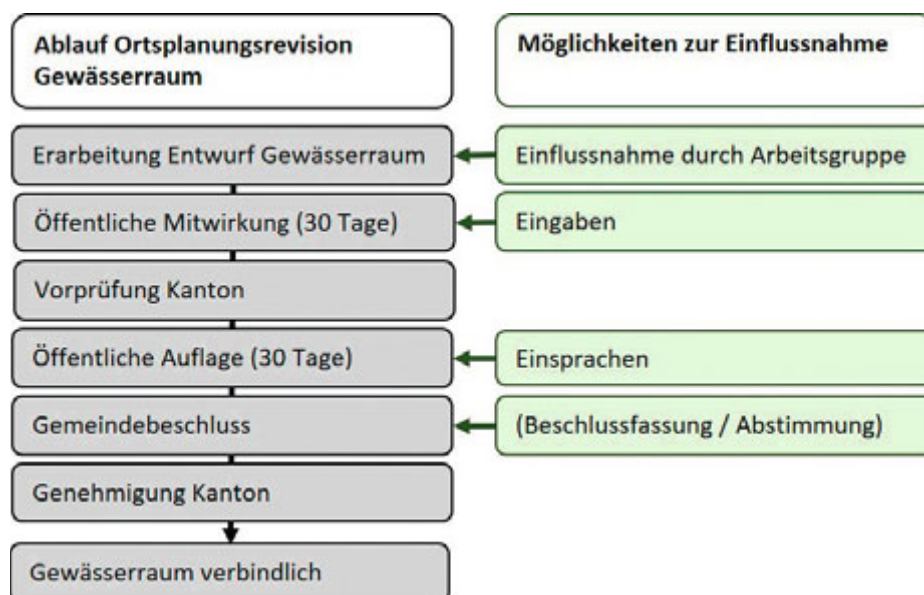 Ablauf Ortsplanungsrevision
Gewässerraum
Möglichkeiten zur Einflussnahme
Erarbeitung Entwurf Gewässerraum
Einflussnahme durch Arbeitsgruppe
Öffentliche Mitwirkung (30 Tage)
Eingaben
Vorprüfung Kanton
Öffentliche Auflage (30 Tage)
Einsprachen
Gemeindebeschluss
(Beschlussfassung / Abstimmung)
Genehmigung Kanton
Gewässerraum verbindlich